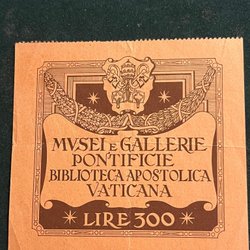 MVSEI E GALLERIE
PONTIFICIE
BIBLIOTECA APOSTOLICA
VATICANA
LIRE 300